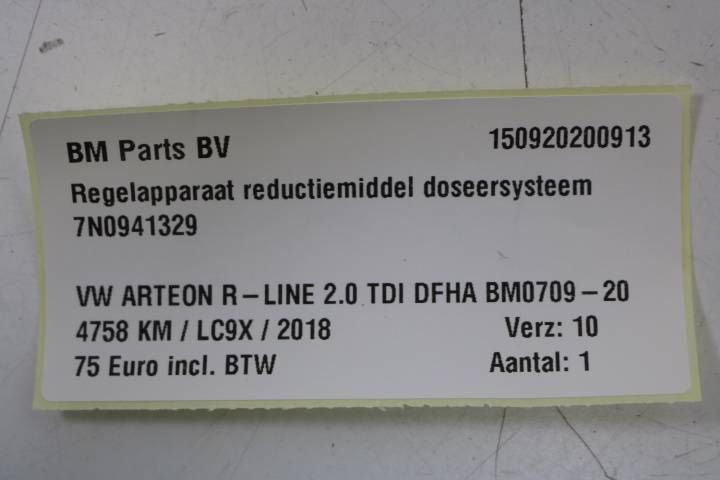 BM Parts BV 150920200913
Regelapparaat reductiemiddel doseersysteem
7N0941329
VW ARTEON R-LINE 2.0 TDI DFHA BM0709-20
4758 KM / LC9X / 2018 Verz: 10
75 Euro incl. BTW Aantal: 1